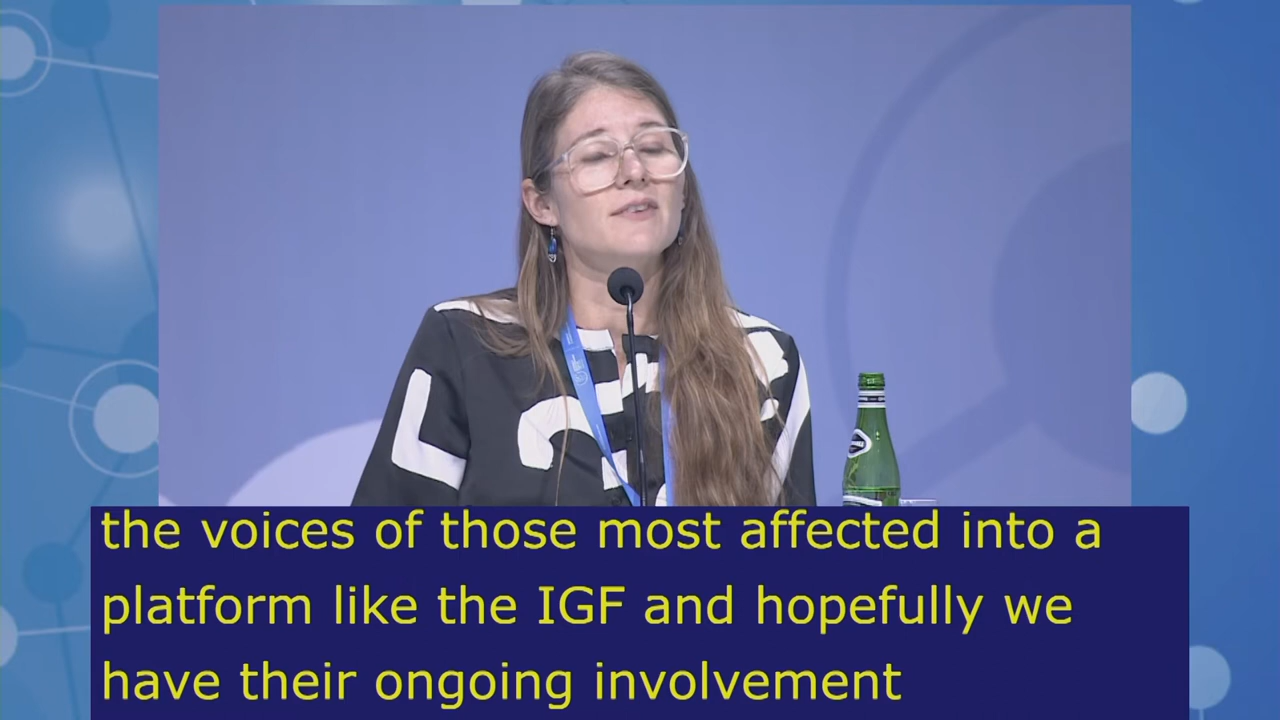 the voices of those most affected into a
platform like the IGF and hopefully we
have their ongoing involvement